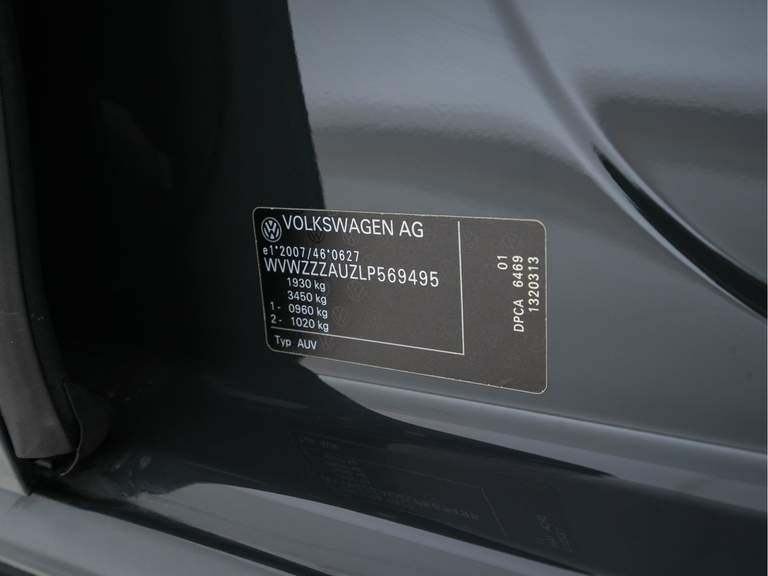 VOLKSWAGEN AG
e1*2007/46*0627
WVWZZZAUZLP569495
1930 kg
3450 kg
1- 0960 kg
2- 1020 kg
Typ AUV
01
DPCA 6469
1320313